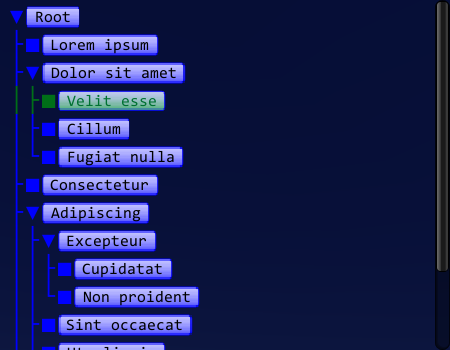 Root
Lorem ipsum
Dolor sit amet
Velit esse
Cillum
Fugiat nulla
Consectetur
Adipiscing
Excepteur
Cupidatat
Non proident
Sint occaecat